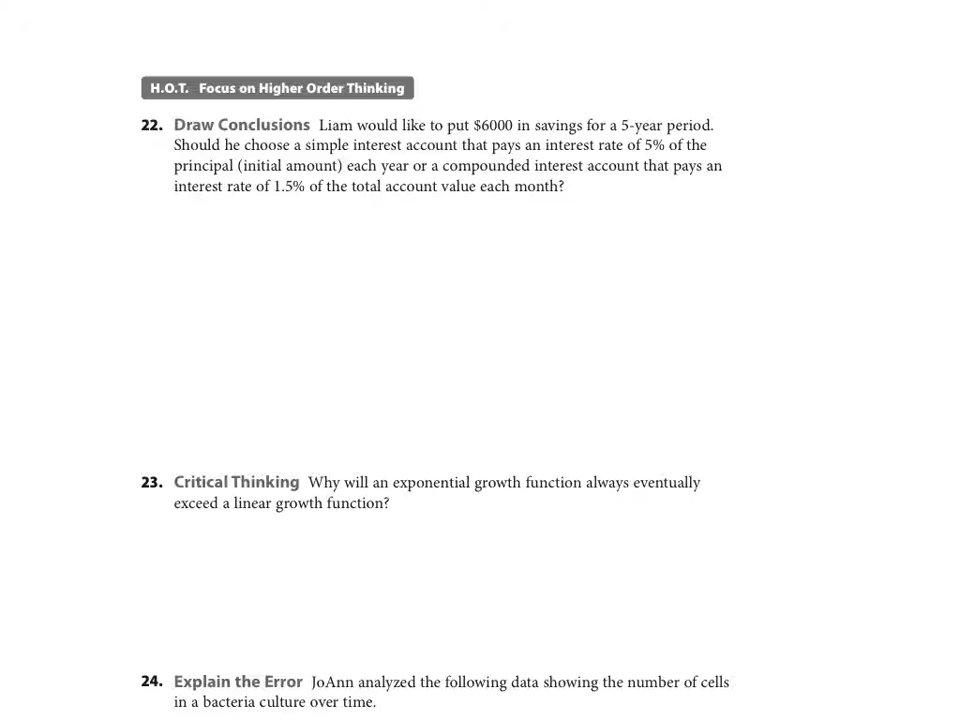 H.O.T. Focus on Higher Order Thinking
22. Draw Conclusions Liam would like to put $6000 in savings for a 5-year period.
Should he choose a simple interest account that pays an interest rate of 5% of the
principal (initial amount) each year or a compounded interest account that pays an
interest rate of 1.5% of the total account value each month?
23. Critical Thinking Why will an exponential growth function always eventually
exceed a linear growth function?
24. Explain the Error JoAnn analyzed the following data showing the number of cells
in a bacteria culture over time.